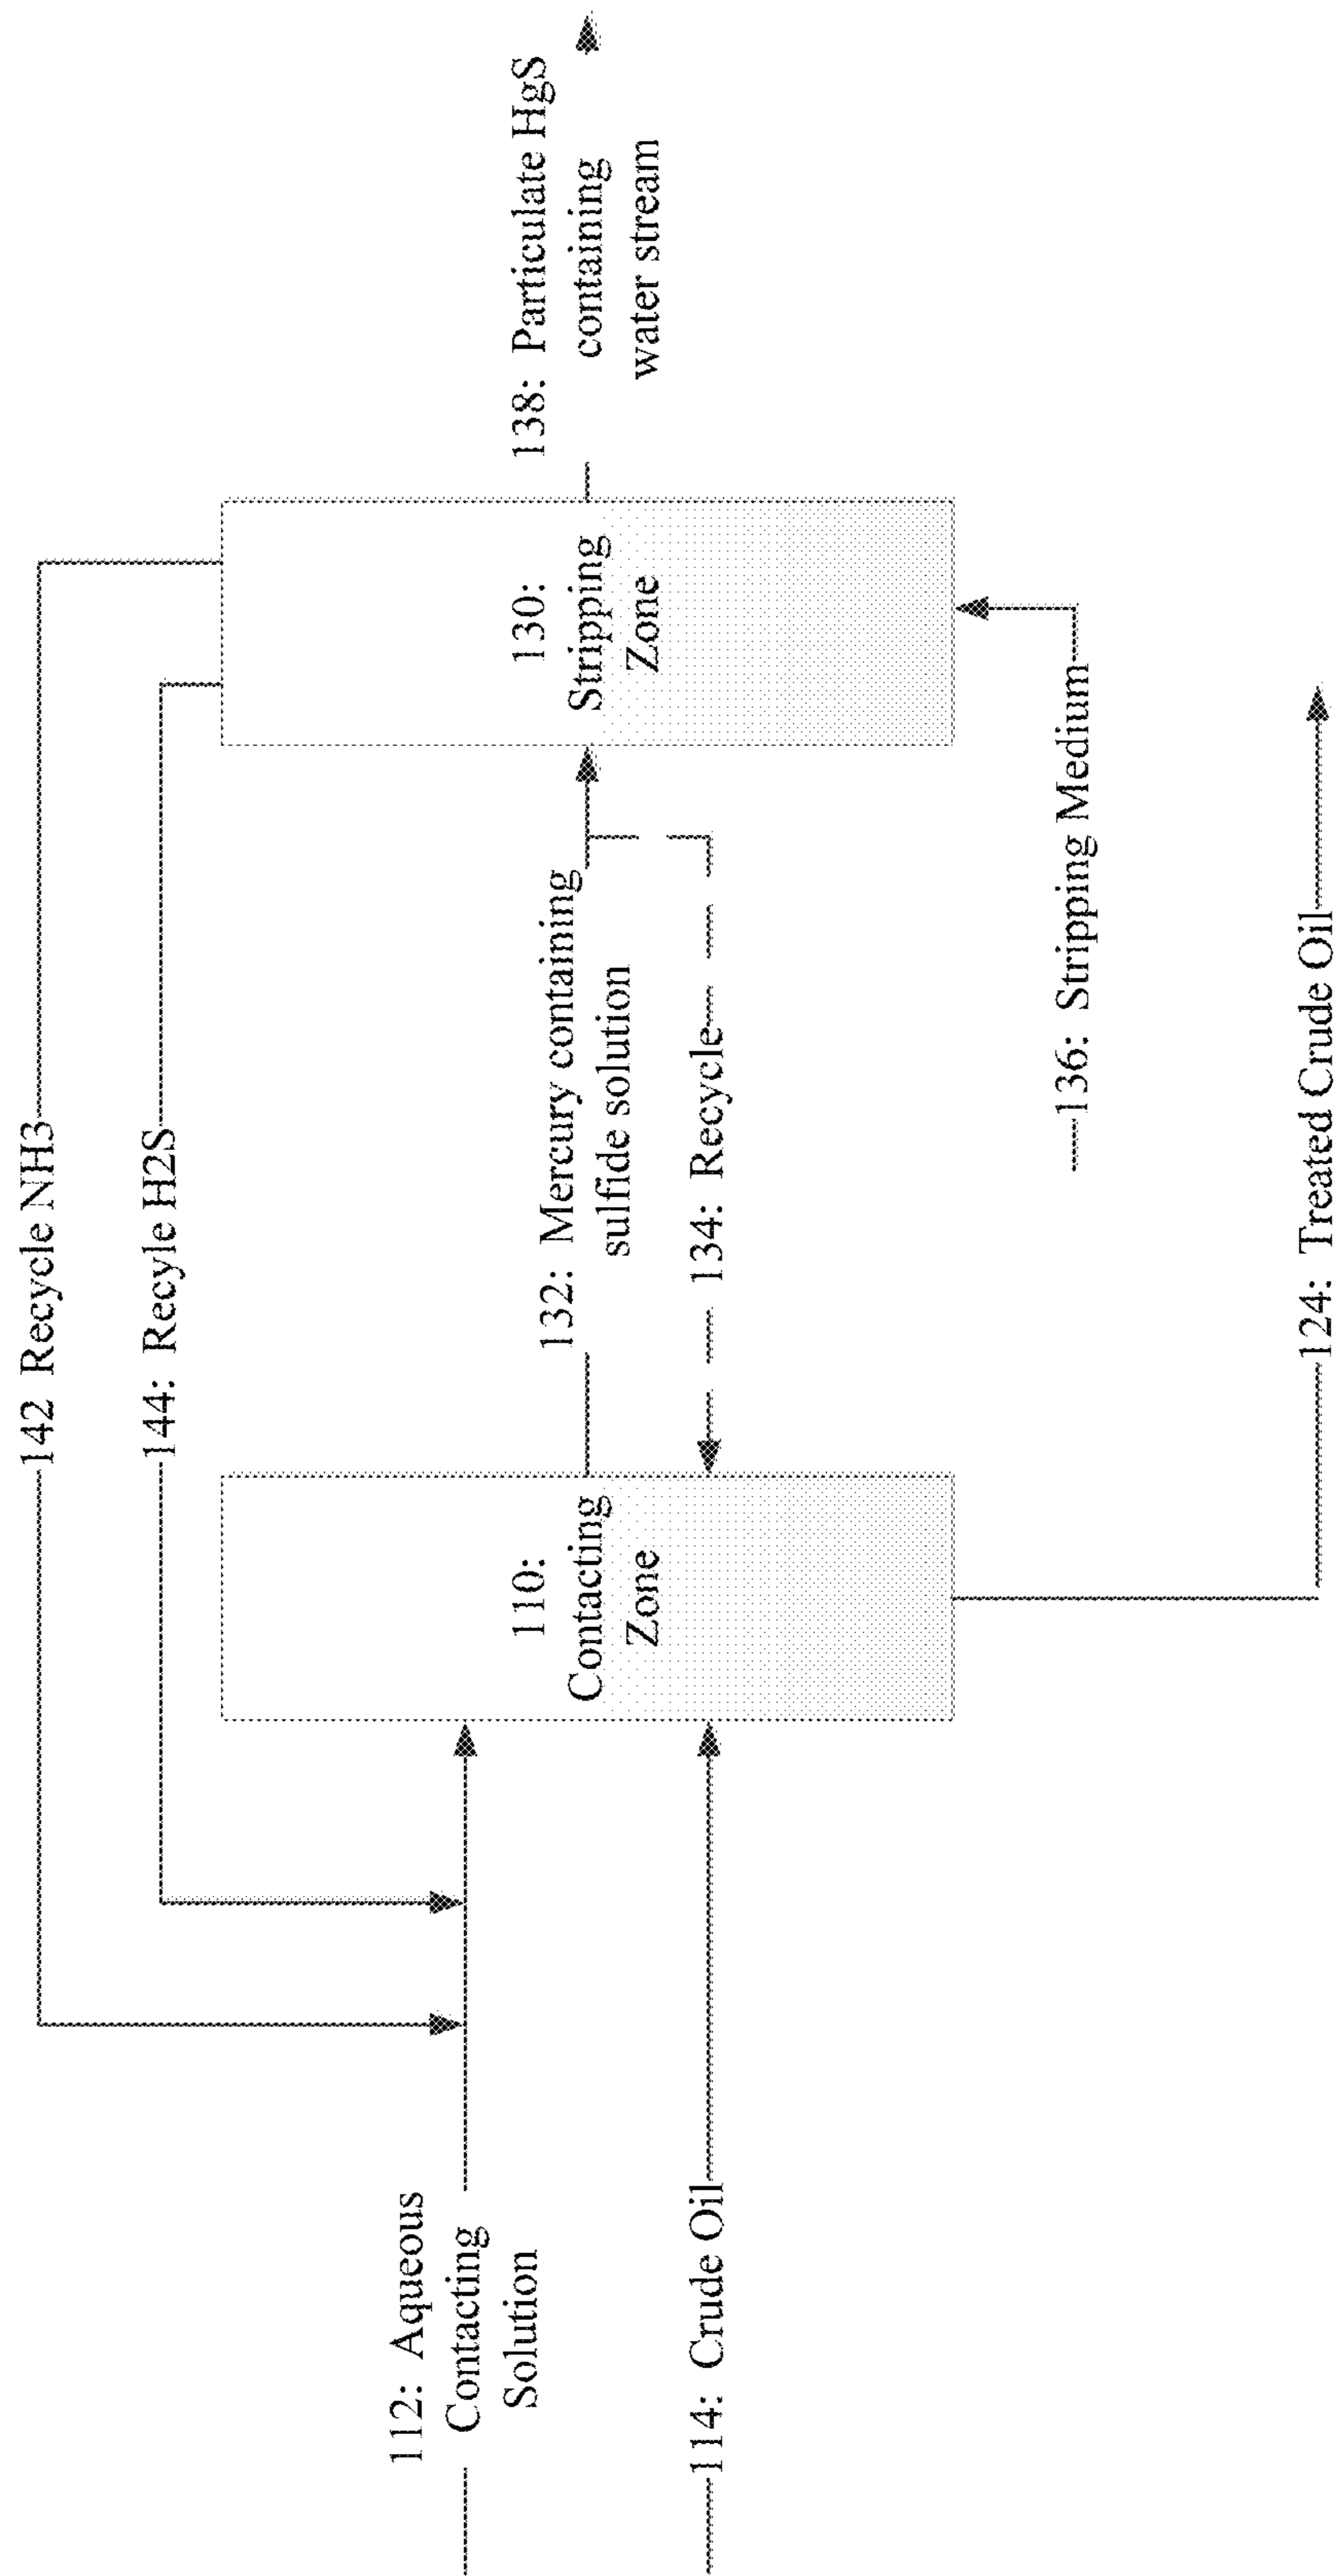 142 Recycle NH3
144: Recyle H2S
112: Aqueous
Contacting
Solution
114: Crude Oil
110:
Contacting
Zone
132: Mercury containing
sulfide solution
134: Recycle
130:
Stripping
Zone
138: Particulate HgS
containing
water stream
136: Stripping Medium
124: Treated Crude Oil